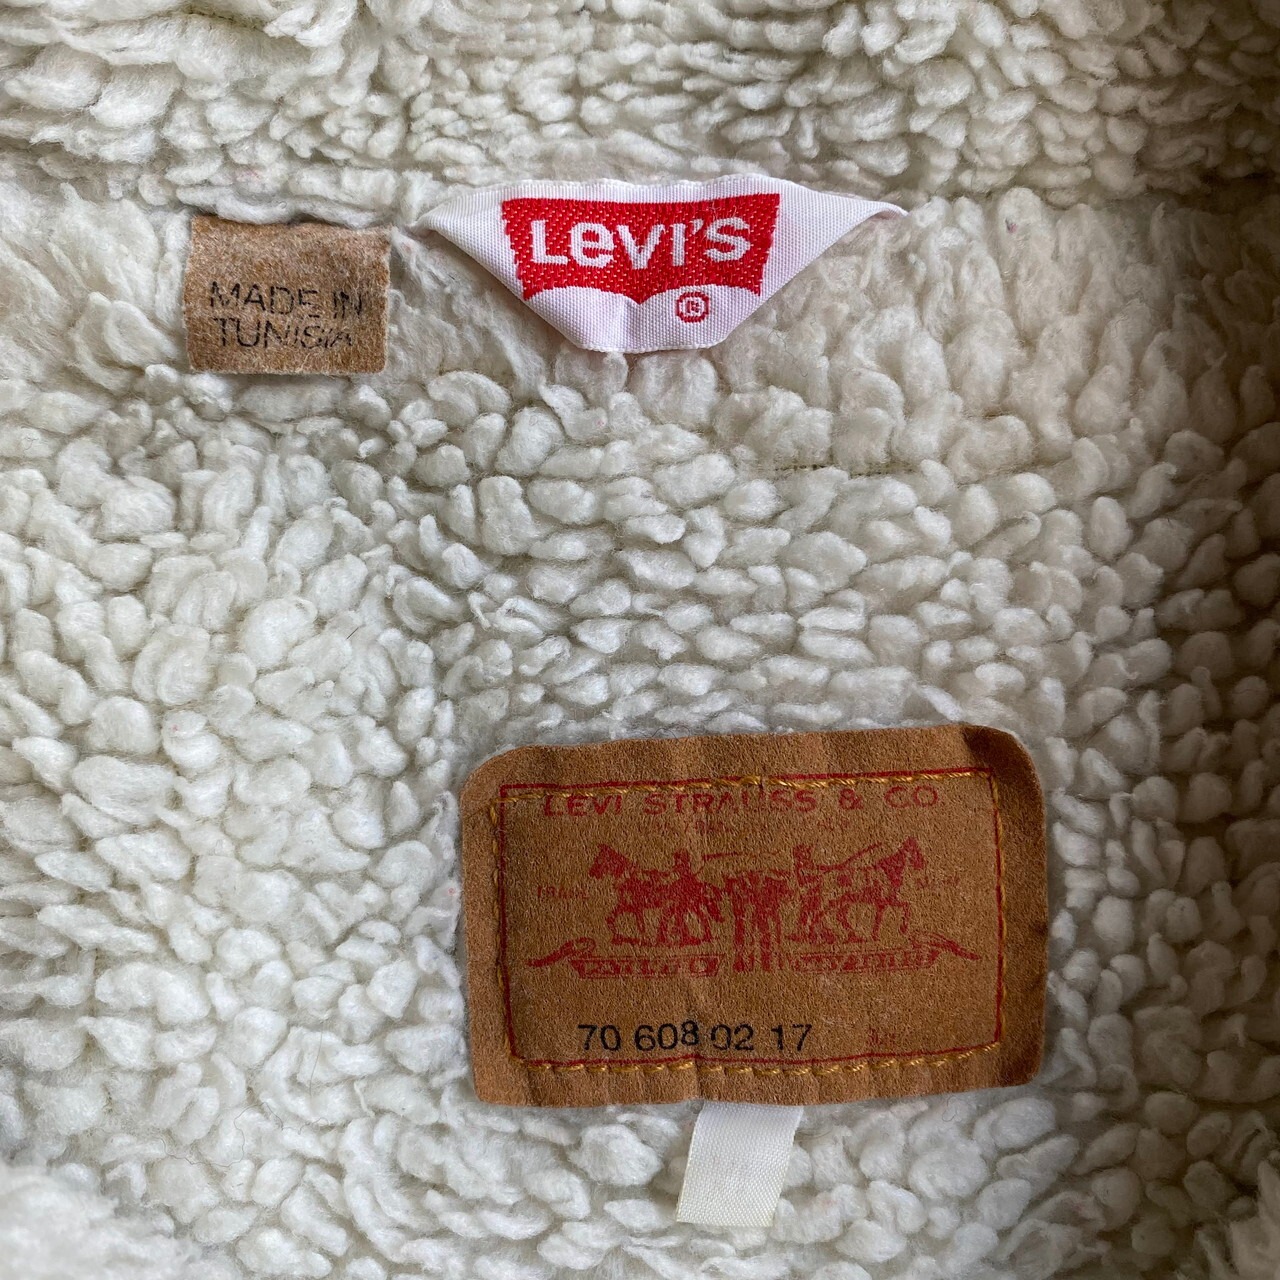 MADE IN
TUNISIA
Levi's
®
LEVI STRAUSS & CO
70 608 02 17